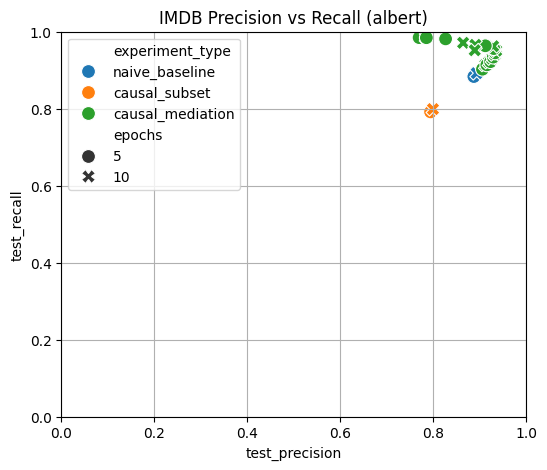 IMDB Precision vs Recall (albert)
experiment_type
naive_baseline
causal_subset
causal_mediation
epochs
5
10
test_recall
1.0
0.8
0.6
0.4
0.2
0.0
0.0 0.2 0.4 0.6 0.8 1.0
test_precision